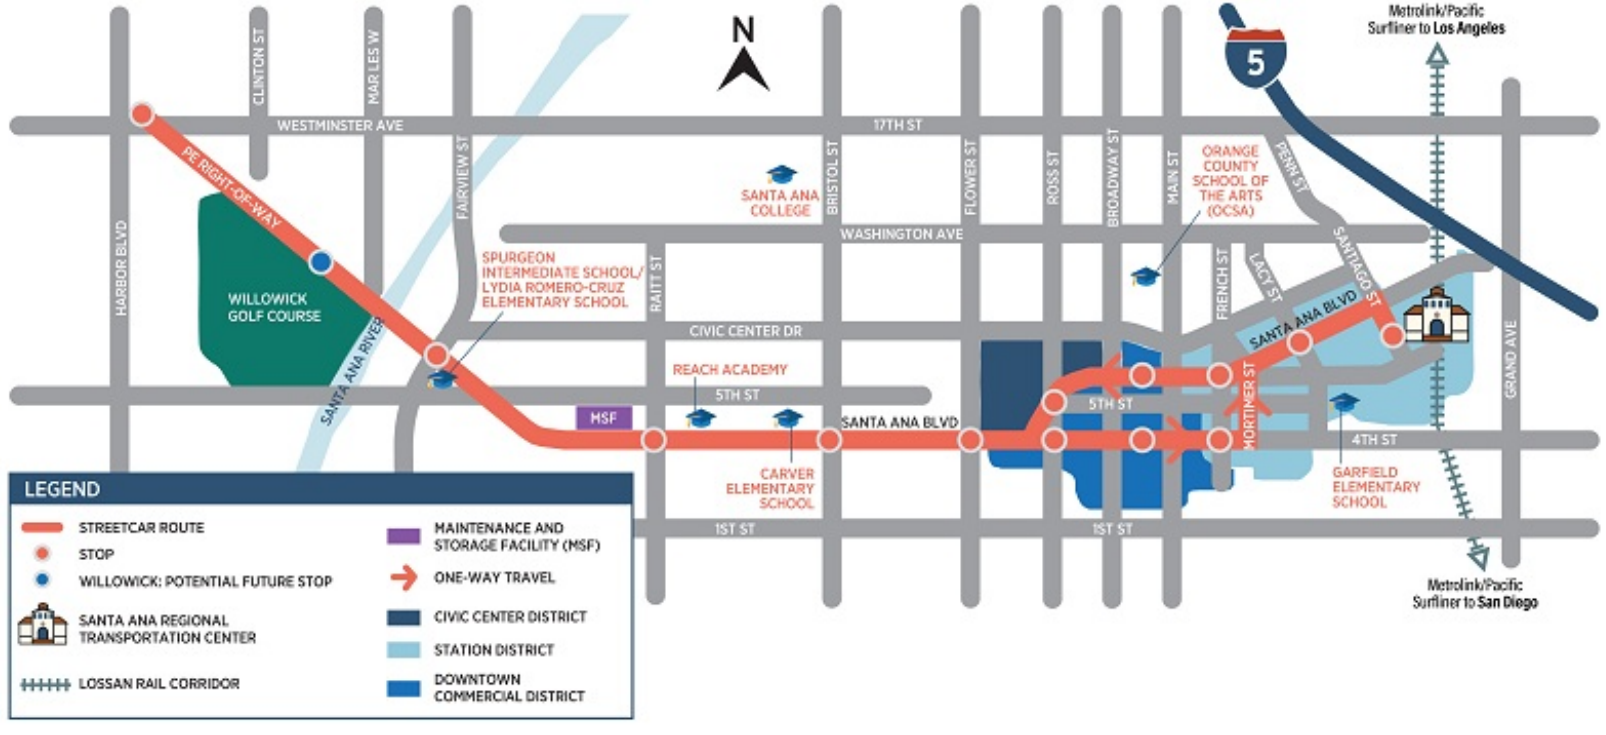 Metrolink/Pacific
Surfliner to Los Angeles
N
5
CLINTON ST
MAR LES W
WESTMINSTER AVE
17TH ST
PE RIGHT-OF-WAY
FAIRVIEW ST
BRISTOL ST
FLOWER ST
ROSS ST
BROADWAY ST
MAIN ST
PENN ST
ORANGE
COUNTY
SCHOOL OF
THE ARTS
(OCSA)
SANTA ANA
COLLEGE
HARBOR BLVD
WASHINGTON AVE
SPURGEON
INTERMEDIATE SCHOOL/
LYDIA ROMERO-CRUZ
ELEMENTARY SCHOOL
RAITT ST
FRENCH ST
LACY ST
SANTIAGO ST
WILLOWICK
GOLF COURSE
SANTA ANA RIVER
CIVIC CENTER DR
SANTA ANA BLVD
GRAND AVE
REACH ACADEMY
5TH ST
5TH ST
MORTIMER ST
MSF
SANTA ANA BLVD
4TH ST
CARVER
ELEMENTARY
SCHOOL
GARFIELD
ELEMENTARY
SCHOOL
1ST ST
1ST ST
Metrolink/Pacific
Surfliner to San Diego
LEGEND
STREETCAR ROUTE
STOP
WILLOWICK: POTENTIAL FUTURE STOP
SANTA ANA REGIONAL
TRANSPORTATION CENTER
LOSSAN RAIL CORRIDOR
MAINTENANCE AND
STORAGE FACILITY (MSF)
ONE-WAY TRAVEL
CIVIC CENTER DISTRICT
STATION DISTRICT
DOWNTOWN
COMMERCIAL DISTRICT